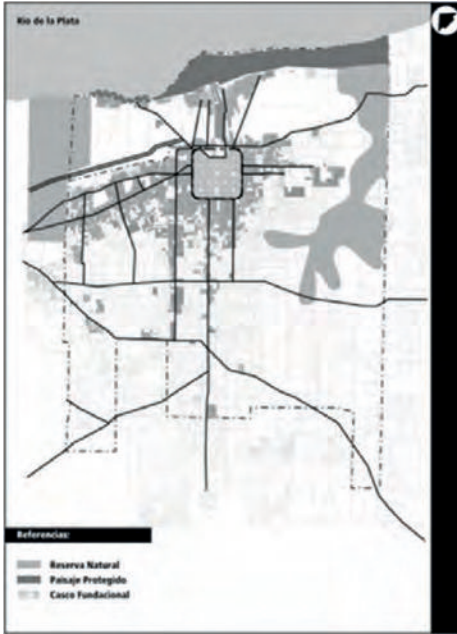 Río de la Plata
Referencias:
Reserva Natural
Paisaje Protegido
Casco Fundacional